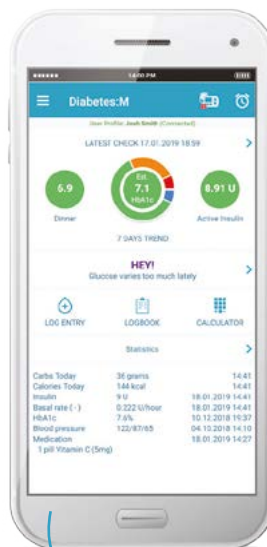 14:00 PM
Diabetes:M
User Profile: Josh Smith (Connected)
LATEST CHECK 17.01.2019 18:59
6.9
Est.
7.1
HbA1c
8.91 U
Dinner
Active Insulin
7 DAYS TREND
HEY!
Glucose varies too much lately
LOG ENTRY
LOGBOOK
CALCULATOR
Statistics
Carbs Today 36 grams 14:41
Calories Today 144 kcal 14:41
Insulin 9 U 18.01.2019 14:41
Basal rate (-) 0.222 U/hour 18.01.2019 14:41
HbA1c 7.6% 10.12.2018 19:37
Blood pressure 122/87/65 04.10.2018 14:10
Medication 18.01.2019 14:27
1 pill Vitamin C (5mg)